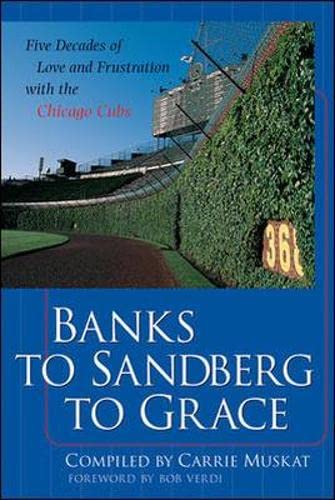 Five Decades of
Love and Frustration
with the
Chicago Cubs
368
BANKS
TO SANDBERG
TO GRACE
COMPILED BY CARRIE MUSKAT
FOREWORD BY BOB VERDI